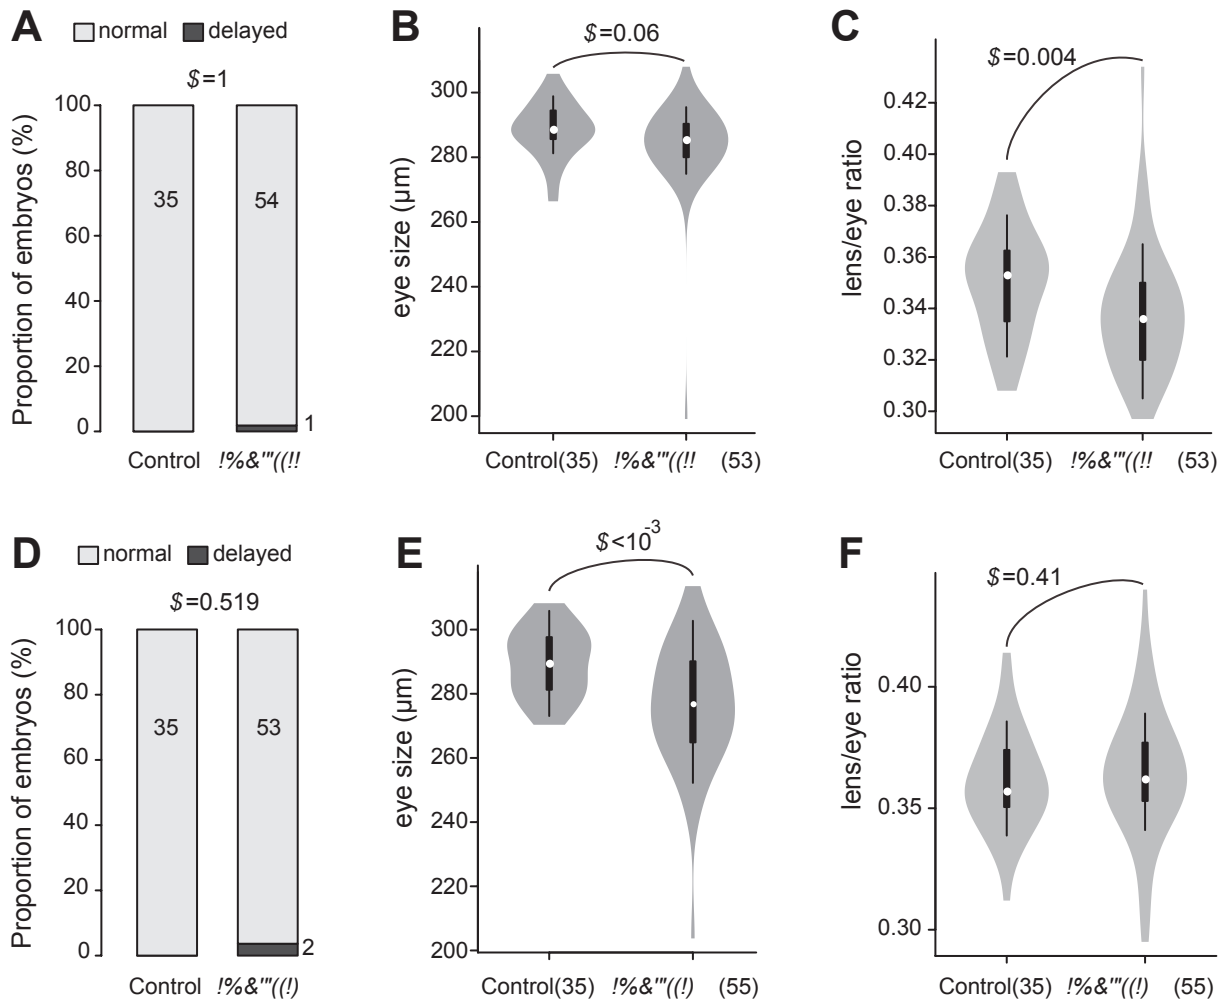 A
normal delayed
$=1
Proportion of embryos (%)
100
80
60
40
20
0
35
54
1
Control !%&'"((!!
B
$=0.06
eye size (µm)
300
280
260
240
220
200
Control(35) !%&'"((!! (53)
C
$=0.004
lens/eye ratio
0.42
0.40
0.38
0.36
0.34
0.32
0.30
Control(35) !%&'"((!! (53)
D
normal delayed
$=0.519
Proportion of embryos (%)
100
80
60
40
20
0
35
53
2
Control !%&'"((!)
E
$<10-3
eye size (µm)
300
280
260
240
220
200
Control(35) !%&'"((!) (55)
F
$=0.41
lens/eye ratio
0.40
0.35
0.30
Control(35) !%&'"((!) (55)